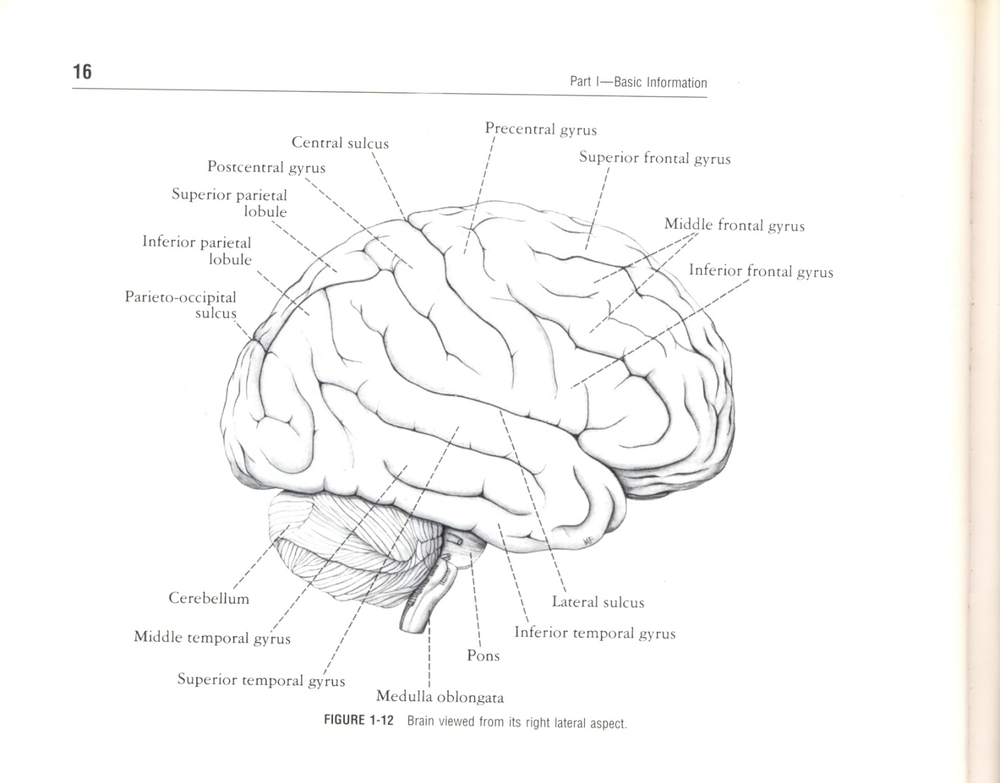 16
Part I—Basic Information
Precentral gyrus
Central sulcus
Superior frontal gyrus
Postcentral gyrus
Superior parietal
lobule
Middle frontal gyrus
Inferior parietal
lobule
Inferior frontal gyrus
Parieto-occipital
sulcus
MF
Cerebellum
Lateral sulcus
Middle temporal gyrus
Inferior temporal gyrus
Pons
Superior temporal gyrus
Medulla oblongata
FIGURE 1-12 Brain viewed from its right lateral aspect.